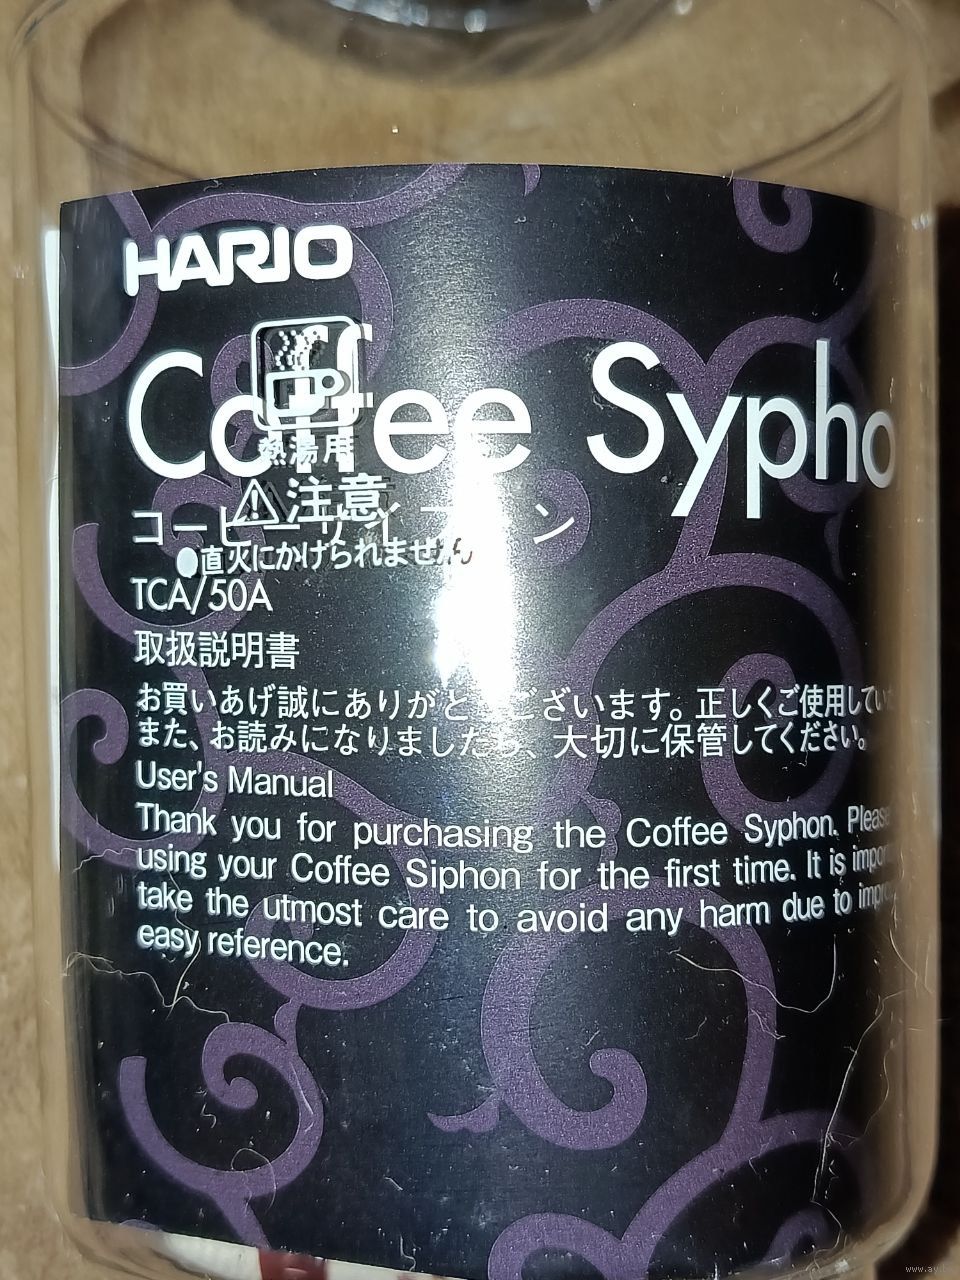 HARIO
Coffee Sypho
熱湯用
注意
コーヒーサイフォン
●直火にかけられません
TCA/50A
取扱説明書
お買いあげ誠にありがとうございます。正しくご使用して
また、お読みになりましたら、大切に保管してください。
User's Manual
Thank you for purchasing the Coffee Syphon. Please
using your Coffee Siphon for the first time. It is
take the utmost care to avoid any harm due to
easy reference.